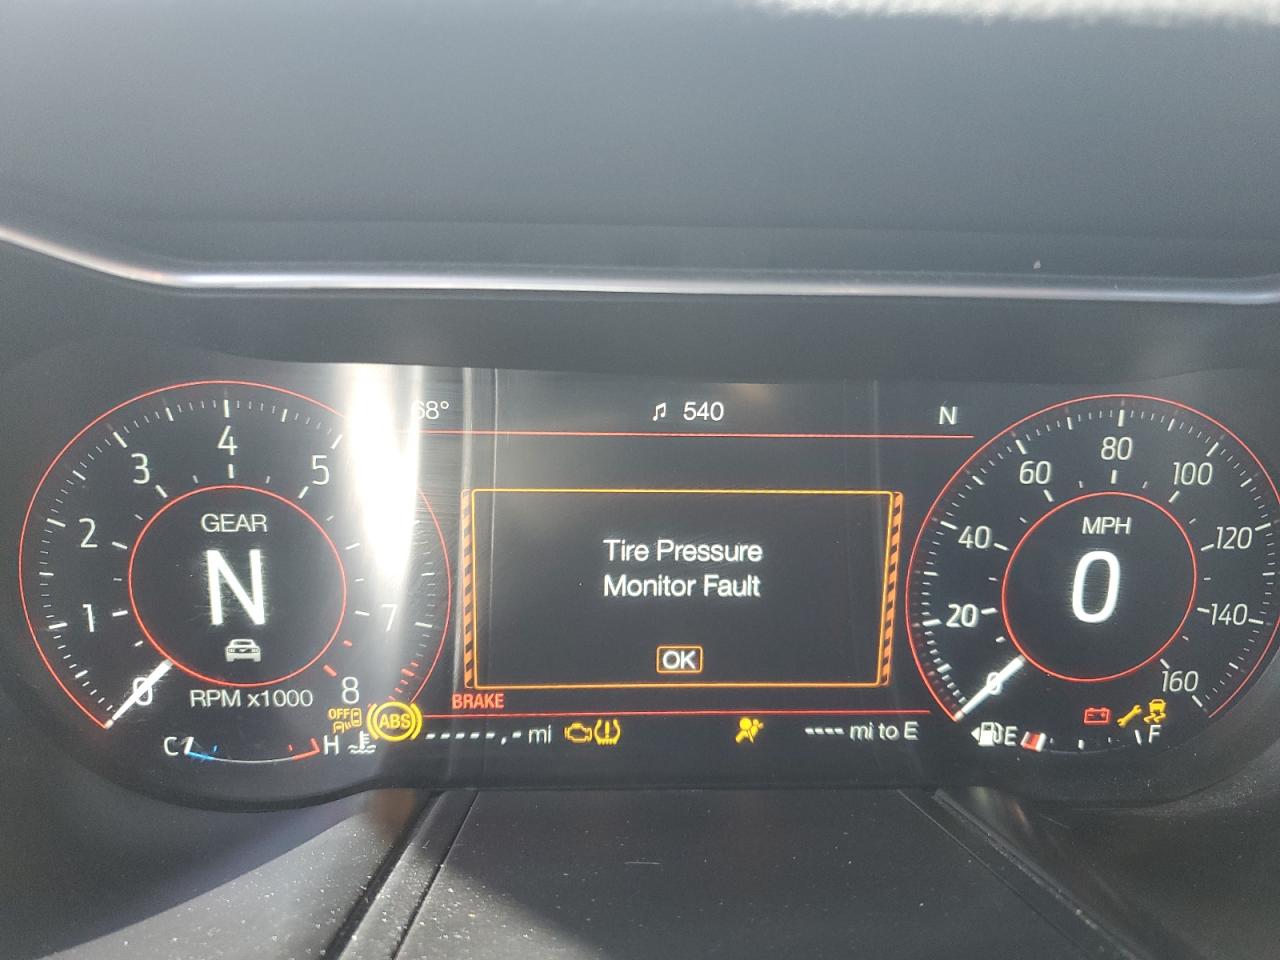 68°
540
N
4
3
5
2
1
7
0
8
GEAR
N
RPM x1000
Tire Pressure
Monitor Fault
OK
80
60
100
40
120
20
140
0
160
MPH
0
BRAKE
OFF
ABS
-----.- mi
---- mi to E
C
H
E
F